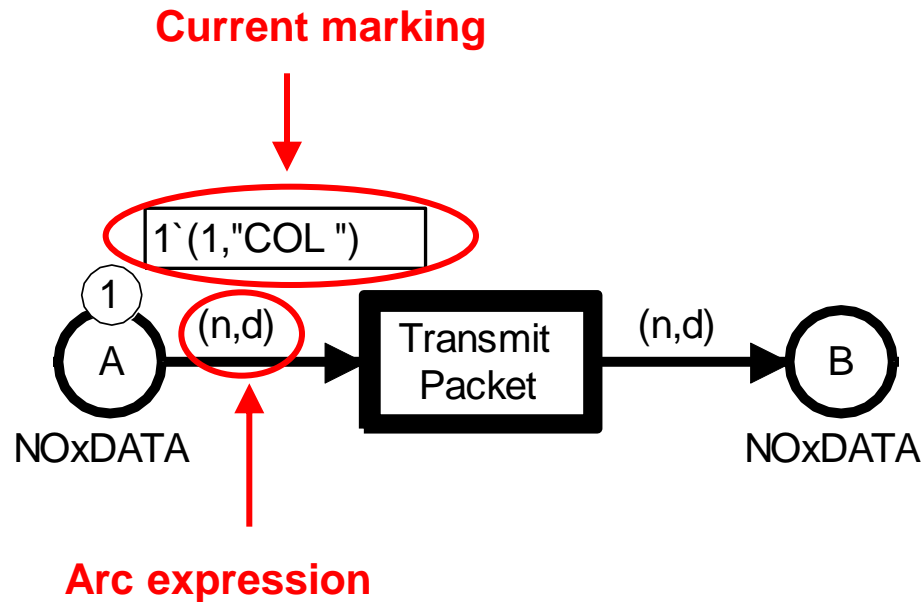 Current marking
1`(1,"COL ")
1
(n,d)
(n,d)
A
Transmit
Packet
B
NOxDATA
NOxDATA
Arc expression